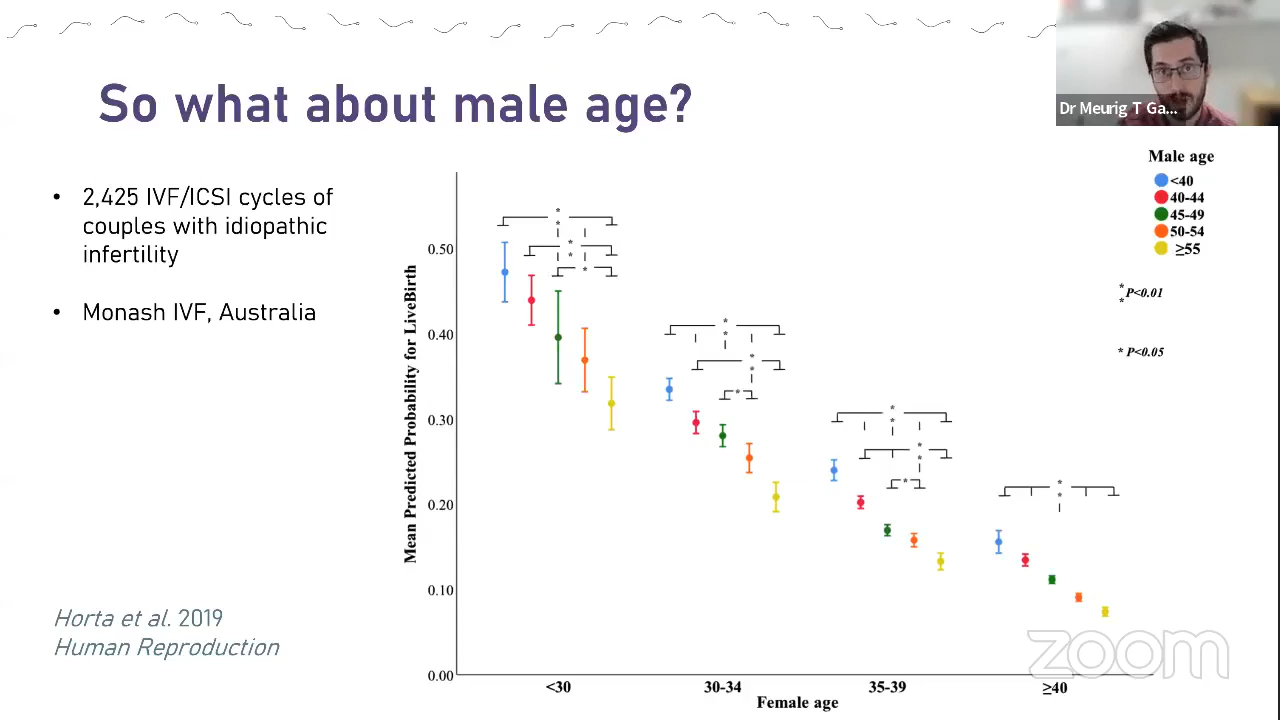 So what about male age?
Dr Meurig T Ga...
• 2,425 IVF/ICSI cycles of
couples with idiopathic
infertility
• Monash IVF, Australia
Horta et al. 2019
Human Reproduction
Male age
<40
40-44
45-49
50-54
≥55
*
* P<0.01
* P<0.05
Mean Predicted Probability for LiveBirth
0.50
0.40
0.30
0.20
0.10
0.00
<30
30-34
35-39
≥40
Female age
zoom